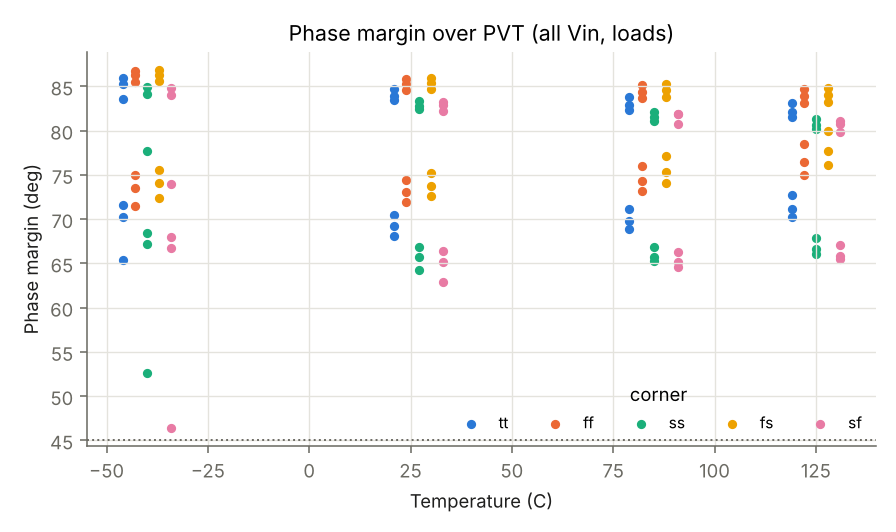 Phase margin over PVT (all Vin, loads)
Phase margin (deg)
85
80
75
70
65
60
55
50
45
corner
tt ff ss fs sf
−50 −25 0 25 50 75 100 125
Temperature (C)